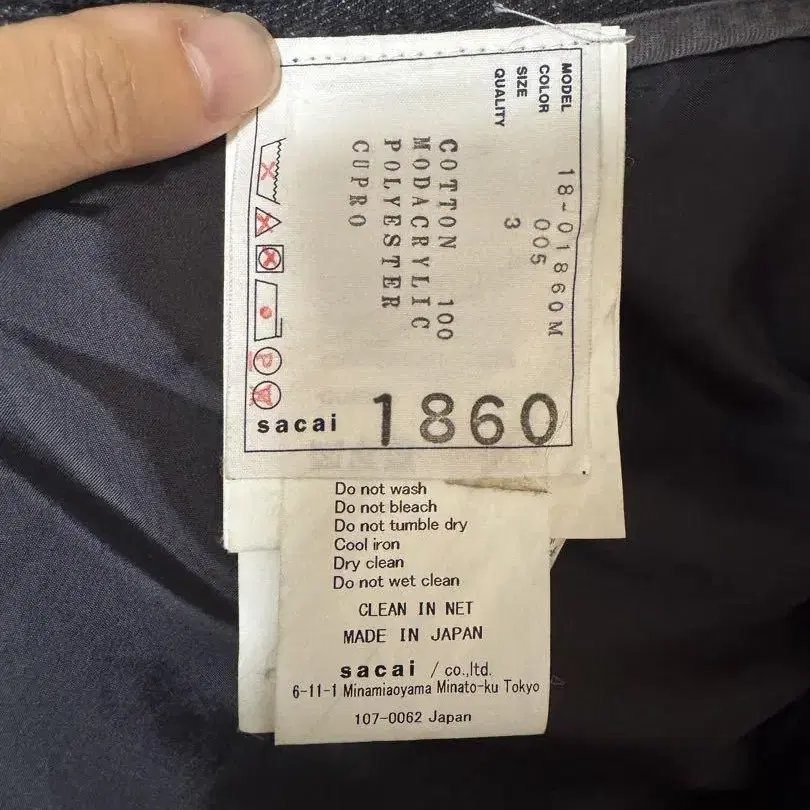 MODEL 18-01860M
COLOR 005
SIZE 3
QUALITY
COTTON 100
MODACRYLIC
POLYESTER
CUPRO
P
W
sacai 1860
Do not wash
Do not bleach
Do not tumble dry
Cool iron
Dry clean
Do not wet clean
CLEAN IN NET
MADE IN JAPAN
sacai / co.,ltd.
6-11-1 Minamiaoyama Minato-ku Tokyo
107-0062 Japan